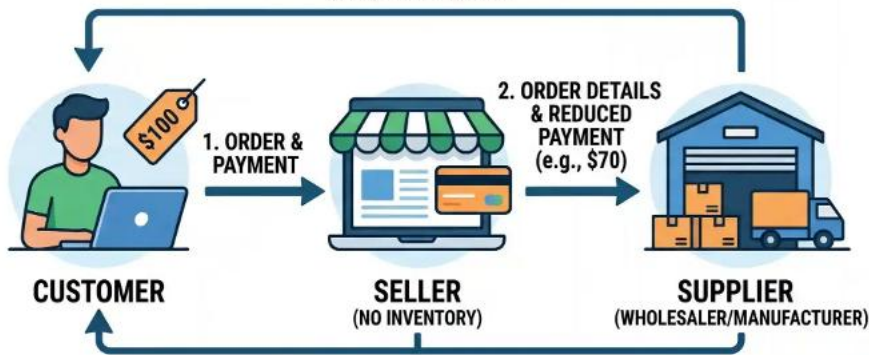 $100
1. ORDER &
PAYMENT
2. ORDER DETAILS
& REDUCED
PAYMENT
(e.g., $70)
CUSTOMER
SELLER
(NO INVENTORY)
SUPPLIER
(WHOLESALER/MANUFACTURER)